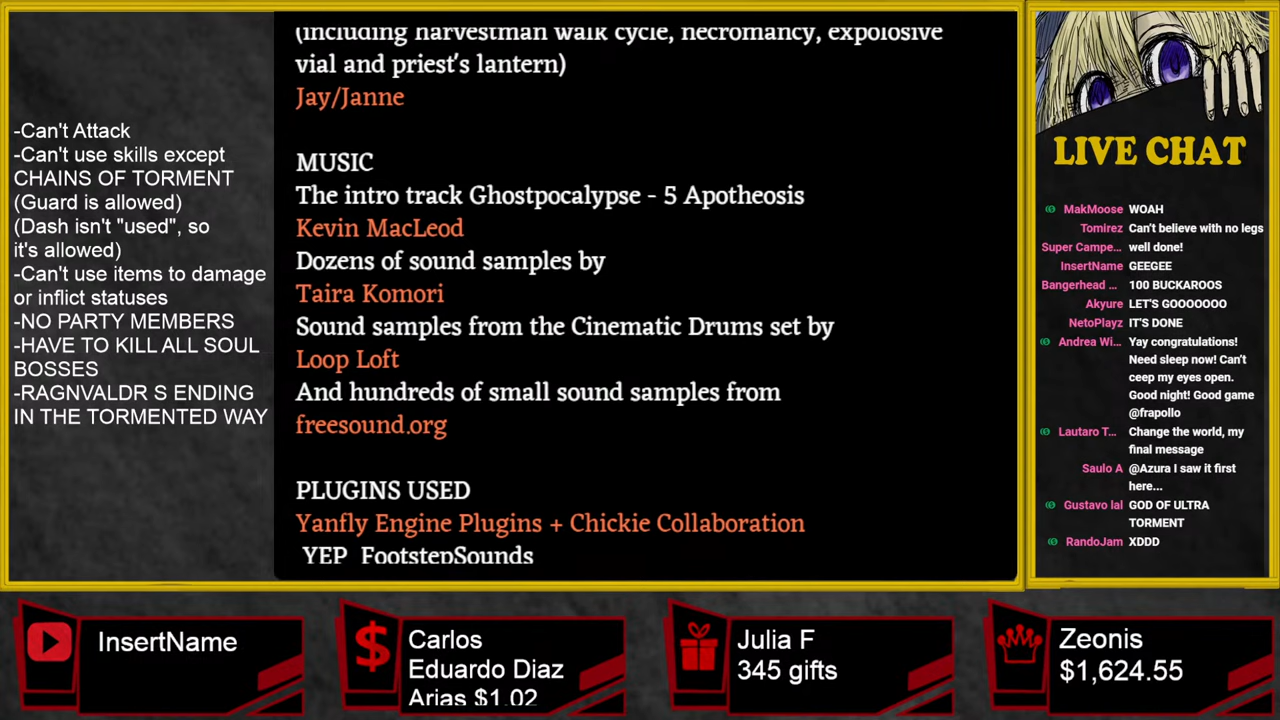 -Can't Attack
-Can't use skills except
CHAINS OF TORMENT
(Guard is allowed)
(Dash isn't "used", so
it's allowed)
-Can't use items to damage
or inflict statuses
-NO PARTY MEMBERS
-HAVE TO KILL ALL SOUL
BOSSES
-RAGNVALDR S ENDING
IN THE TORMENTED WAY
(including harvestman walk cycle, necromancy, expolosive
vial and priest's lantern)
Jay/Janne
MUSIC
The intro track Ghostpocalypse - 5 Apotheosis
Kevin MacLeod
Dozens of sound samples by
Taira Komori
Sound samples from the Cinematic Drums set by
Loop Loft
And hundreds of small sound samples from
freesound.org
PLUGINS USED
Yanfly Engine Plugins + Chickie Collaboration
YEP_FootstepSounds
LIVE CHAT
MakMoose WOAH
Tomirez Can't believe with no legs
Super Campe... well done!
InsertName GEEGEE
Bangerhead ... 100 BUCKAROOS
Akyure LET'S GOOOOOOO
NetoPlayz IT'S DONE
Andrea Wi... Yay congratulations!
Need sleep now! Can't
ceep my eyes open.
Good night! Good game
@frapollo
Lautaro T... Change the world, my
final message
Saulo A @Azura I saw it first
here...
Gustavo lal GOD OF ULTRA
TORMENT
RandoJam XDDD
InsertName
Carlos
Eduardo Diaz
Arias $1.02
Julia F
345 gifts
Zeonis
$1,624.55